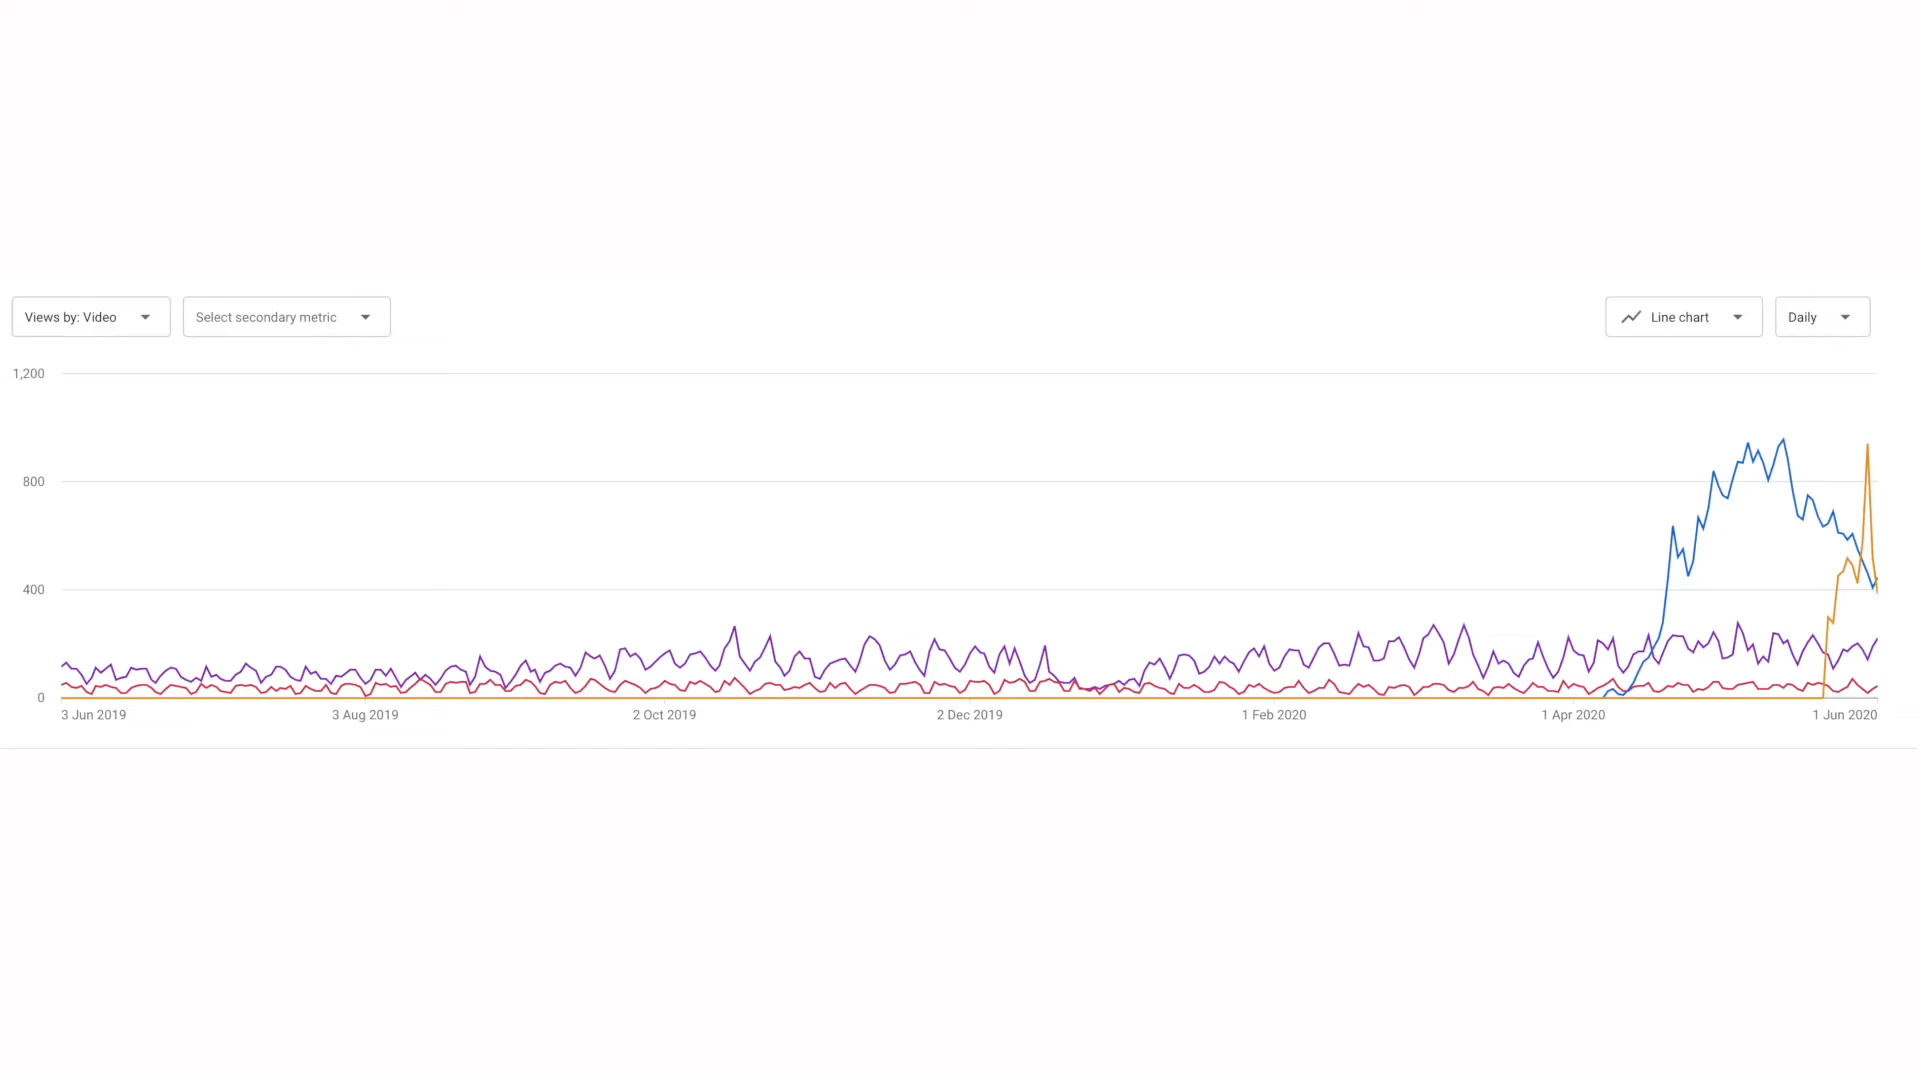 Views by: Video
Select secondary metric
Line chart
Daily
1,200
800
400
0
3 Jun 2019
3 Aug 2019
2 Oct 2019
2 Dec 2019
1 Feb 2020
1 Apr 2020
1 Jun 2020